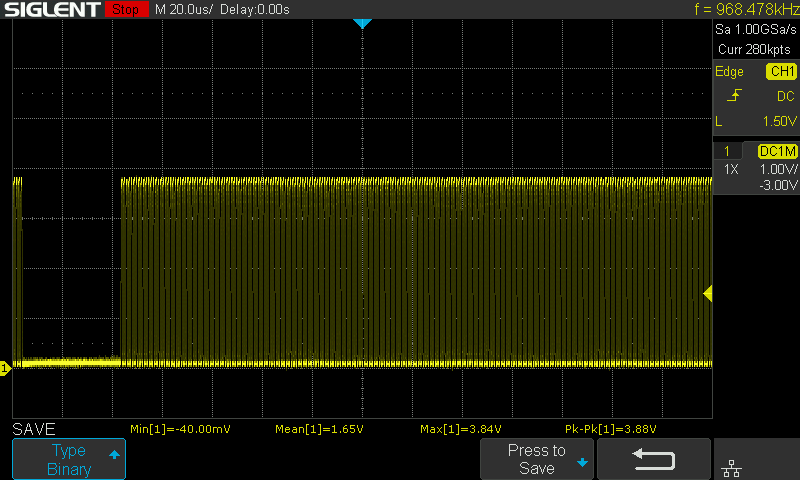 SIGLENT Stop M 20.0us/ Delay:0.00s f = 968.478kHz
Sa 1.00GSa/s
Curr 280kpts
Edge CH1
DC
L 1.50V
1 DC1M
1X 1.00V/
-3.00V
1
SAVE Min[1]=-40.00mV Mean[1]=1.65V Max[1]=3.84V Pk-Pk[1]=3.88V
Type
Binary
Press to
Save